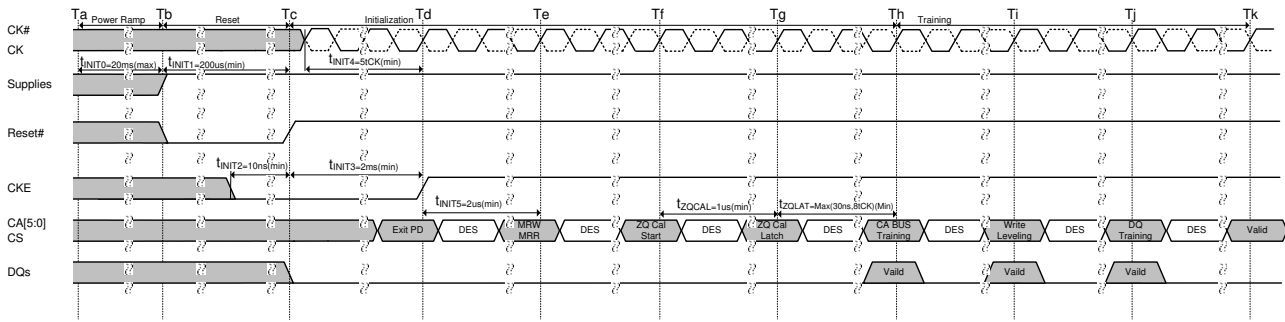 Ta Tb Tc Td Te Tf Tg Th Ti Tj Tk
Power Ramp Reset Initialization Training
CK#
CK
tINIT0=20ms(max) tINIT1=200us(min) tINIT4=5tCK(min)
Supplies
Reset#
tINIT2=10ns(min) tINIT3=2ms(min)
CKE
tINIT5=2us(min) tZQCAL=1us(min) tZQLAT=Max(30ns,8tCK)(Min)
CA[5:0]
CS
Exit PD DES MRW DES ZQ Cal DES ZQ Cal DES CA BUS DES Write DES DQ DES Valid
MRR Start Latch Training Leveling Training
DQs
Vaild Vaild Vaild